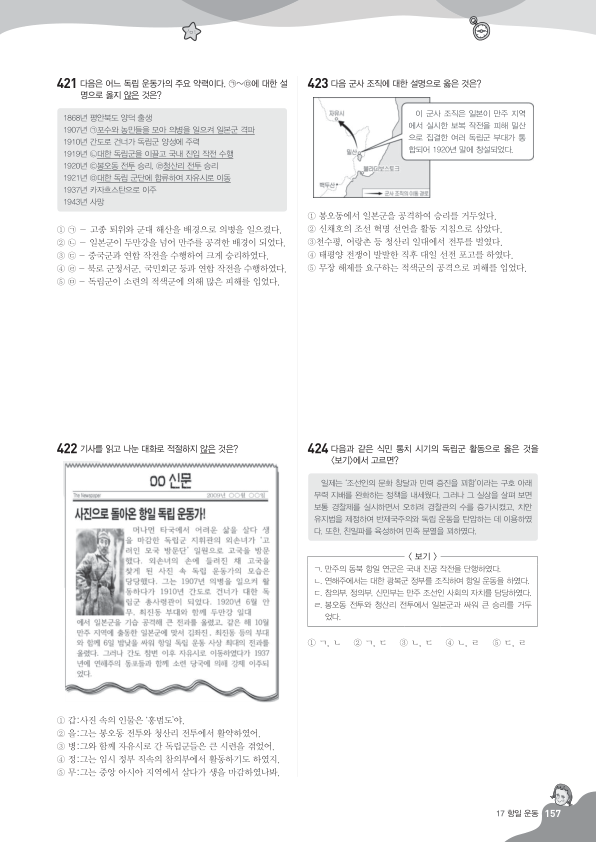 421 다음은 어느 독립 운동가의 주요 약력이다. ㉠~㉤에 대한 설
명으로 옳지 않은 것은?
1868년 평안북도 양덕 출생
1907년 ㉠포수와 농민들을 모아 의병을 일으켜 일본군 격파
1910년 간도로 건너가 독립군 양성에 주력
1919년 ㉡대한 독립군을 이끌고 국내 진입 작전 수행
1920년 ㉢봉오동 전투 승리, ㉣청산리 전투 승리
1921년 ㉤대한 독립 군단에 합류하여 자유시로 이동
1937년 카자흐스탄으로 이주
1943년 사망
① ㉠ - 고종 퇴위와 군대 해산을 배경으로 의병을 일으켰다.
② ㉡ - 일본군이 두만강을 넘어 만주를 공격한 배경이 되었다.
③ ㉢ - 중국군과 연합 작전을 수행하여 크게 승리하였다.
④ ㉣ - 북로 군정서군, 국민회군 등과 연합 작전을 수행하였다.
⑤ ㉤ - 독립군이 소련의 적색군에 의해 많은 피해를 입었다.
422 기사를 읽고 나눈 대화로 적절하지 않은 것은?
○○ 신문
The Newspaper
2009년 ○○월 ○○일
사진으로 돌아온 항일 독립 운동가!
머나먼 타국에서 어려운 삶을 살다 생
을 마감한 독립군 지휘관의 외손녀가 '고
려인 모국 방문단' 일원으로 고국을 방문
했다. 외손녀의 손에 들려진 채 고국을
찾게 된 사진 속 독립 운동가의 모습은
당당했다. 그는 1907년 의병을 일으켜 활
동하다가 1910년 간도로 건너가 대한 독
립군 총사령관이 되었다. 1920년 6월 안
무, 최진동 부대와 함께 두만강 일대
에서 일본군을 기습 공격해 큰 전과를 올렸고, 같은 해 10월
만주 지역에 출동한 일본군에 맞서 김좌진, 최진동 등의 부대
와 함께 6일 밤낮을 싸워 항일 독립 운동 사상 최대의 전과를
올렸다. 그러나 간도 참변 이후 자유시로 이동하였다가 1937
년에 연해주의 동포들과 함께 소련 당국에 의해 강제 이주되
었다.
① 갑:사진 속의 인물은 '홍범도'야.
② 을:그는 봉오동 전투와 청산리 전투에서 활약하였어.
③ 병:그와 함께 자유시로 간 독립군들은 큰 시련을 겪었어.
④ 정:그는 임시 정부 직속의 참의부에서 활동하기도 하였지.
⑤ 무:그는 중앙 아시아 지역에서 살다가 생을 마감하였나봐.
423 다음 군사 조직에 대한 설명으로 옳은 것은?
자유시
밀산
블라디보스토크
백두산
군사 조직의 이동 경로
이 군사 조직은 일본이 만주 지역
에서 실시한 보복 작전을 피해 밀산
으로 집결한 여러 독립군 부대가 통
합되어 1920년 말에 창설되었다.
① 봉오동에서 일본군을 공격하여 승리를 거두었다.
② 신채호의 조선 혁명 선언을 활동 지침으로 삼았다.
③천수평, 어랑촌 등 청산리 일대에서 전투를 벌였다.
④ 태평양 전쟁이 발발한 직후 대일 선전 포고를 하였다.
⑤ 무장 해제를 요구하는 적색군의 공격으로 피해를 입었다.
424 다음과 같은 식민 통치 시기의 독립군 활동으로 옳은 것을
<보기>에서 고르면?
일제는 '조선인의 문화 창달과 민력 증진을 꾀함'이라는 구호 아래
무력 지배를 완화하는 정책을 내세웠다. 그러나 그 실상을 살펴 보면
보통 경찰제를 실시하면서 오히려 경찰관의 수를 증가시켰고, 치안
유지법을 제정하여 반제국주의와 독립 운동을 탄압하는 데 이용하였
다. 또한, 친일파를 육성하여 민족 분열을 꾀하였다.
< 보기 >
ㄱ. 만주의 동북 항일 연군은 국내 진공 작전을 단행하였다.
ㄴ. 연해주에서는 대한 광복군 정부를 조직하여 항일 운동을 하였다.
ㄷ. 참의부, 정의부, 신민부는 만주 조선인 사회의 자치를 담당하였다.
ㄹ. 봉오동 전투와 청산리 전투에서 일본군과 싸워 큰 승리를 거두
었다.
① ㄱ, ㄴ ② ㄱ, ㄷ ③ ㄴ, ㄷ ④ ㄴ, ㄹ ⑤ ㄷ, ㄹ
17 항일 운동 157